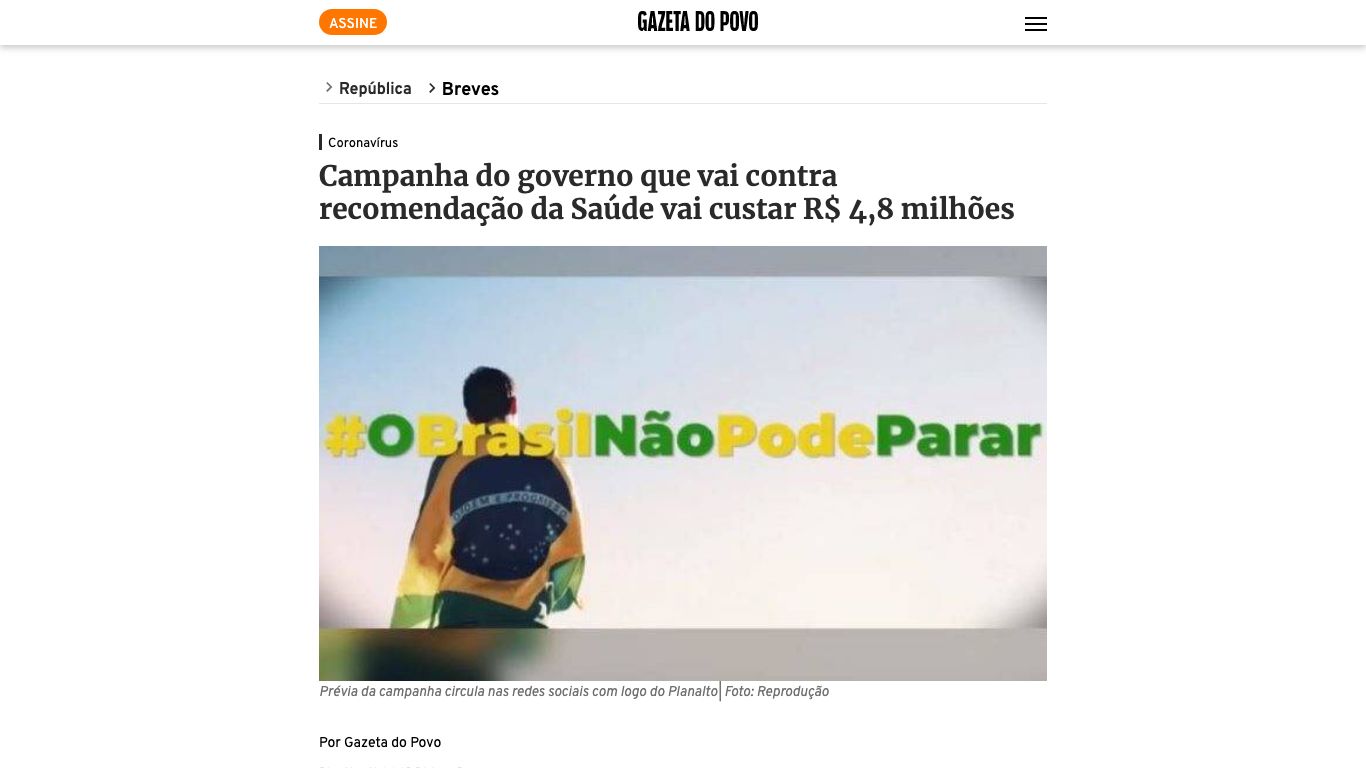 ASSINE
GAZETA DO POVO
República
Breves
Coronavírus
Campanha do governo que vai contra
recomendação da Saúde vai custar R$ 4,8 milhões
#OBrasilNãoPodeParar
ORDEM E PROGRESSO
Prévia da campanha circula nas redes sociais com logo do Planalto| Foto: Reprodução
Por Gazeta do Povo